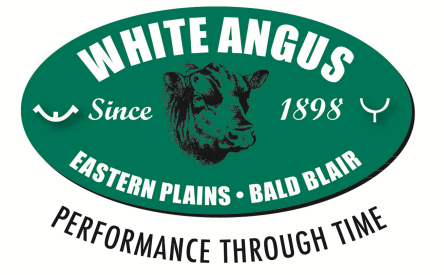 WHITE ANGUS
Since 1898
EASTERN PLAINS • BALD BLAIR
PERFORMANCE THROUGH TIME